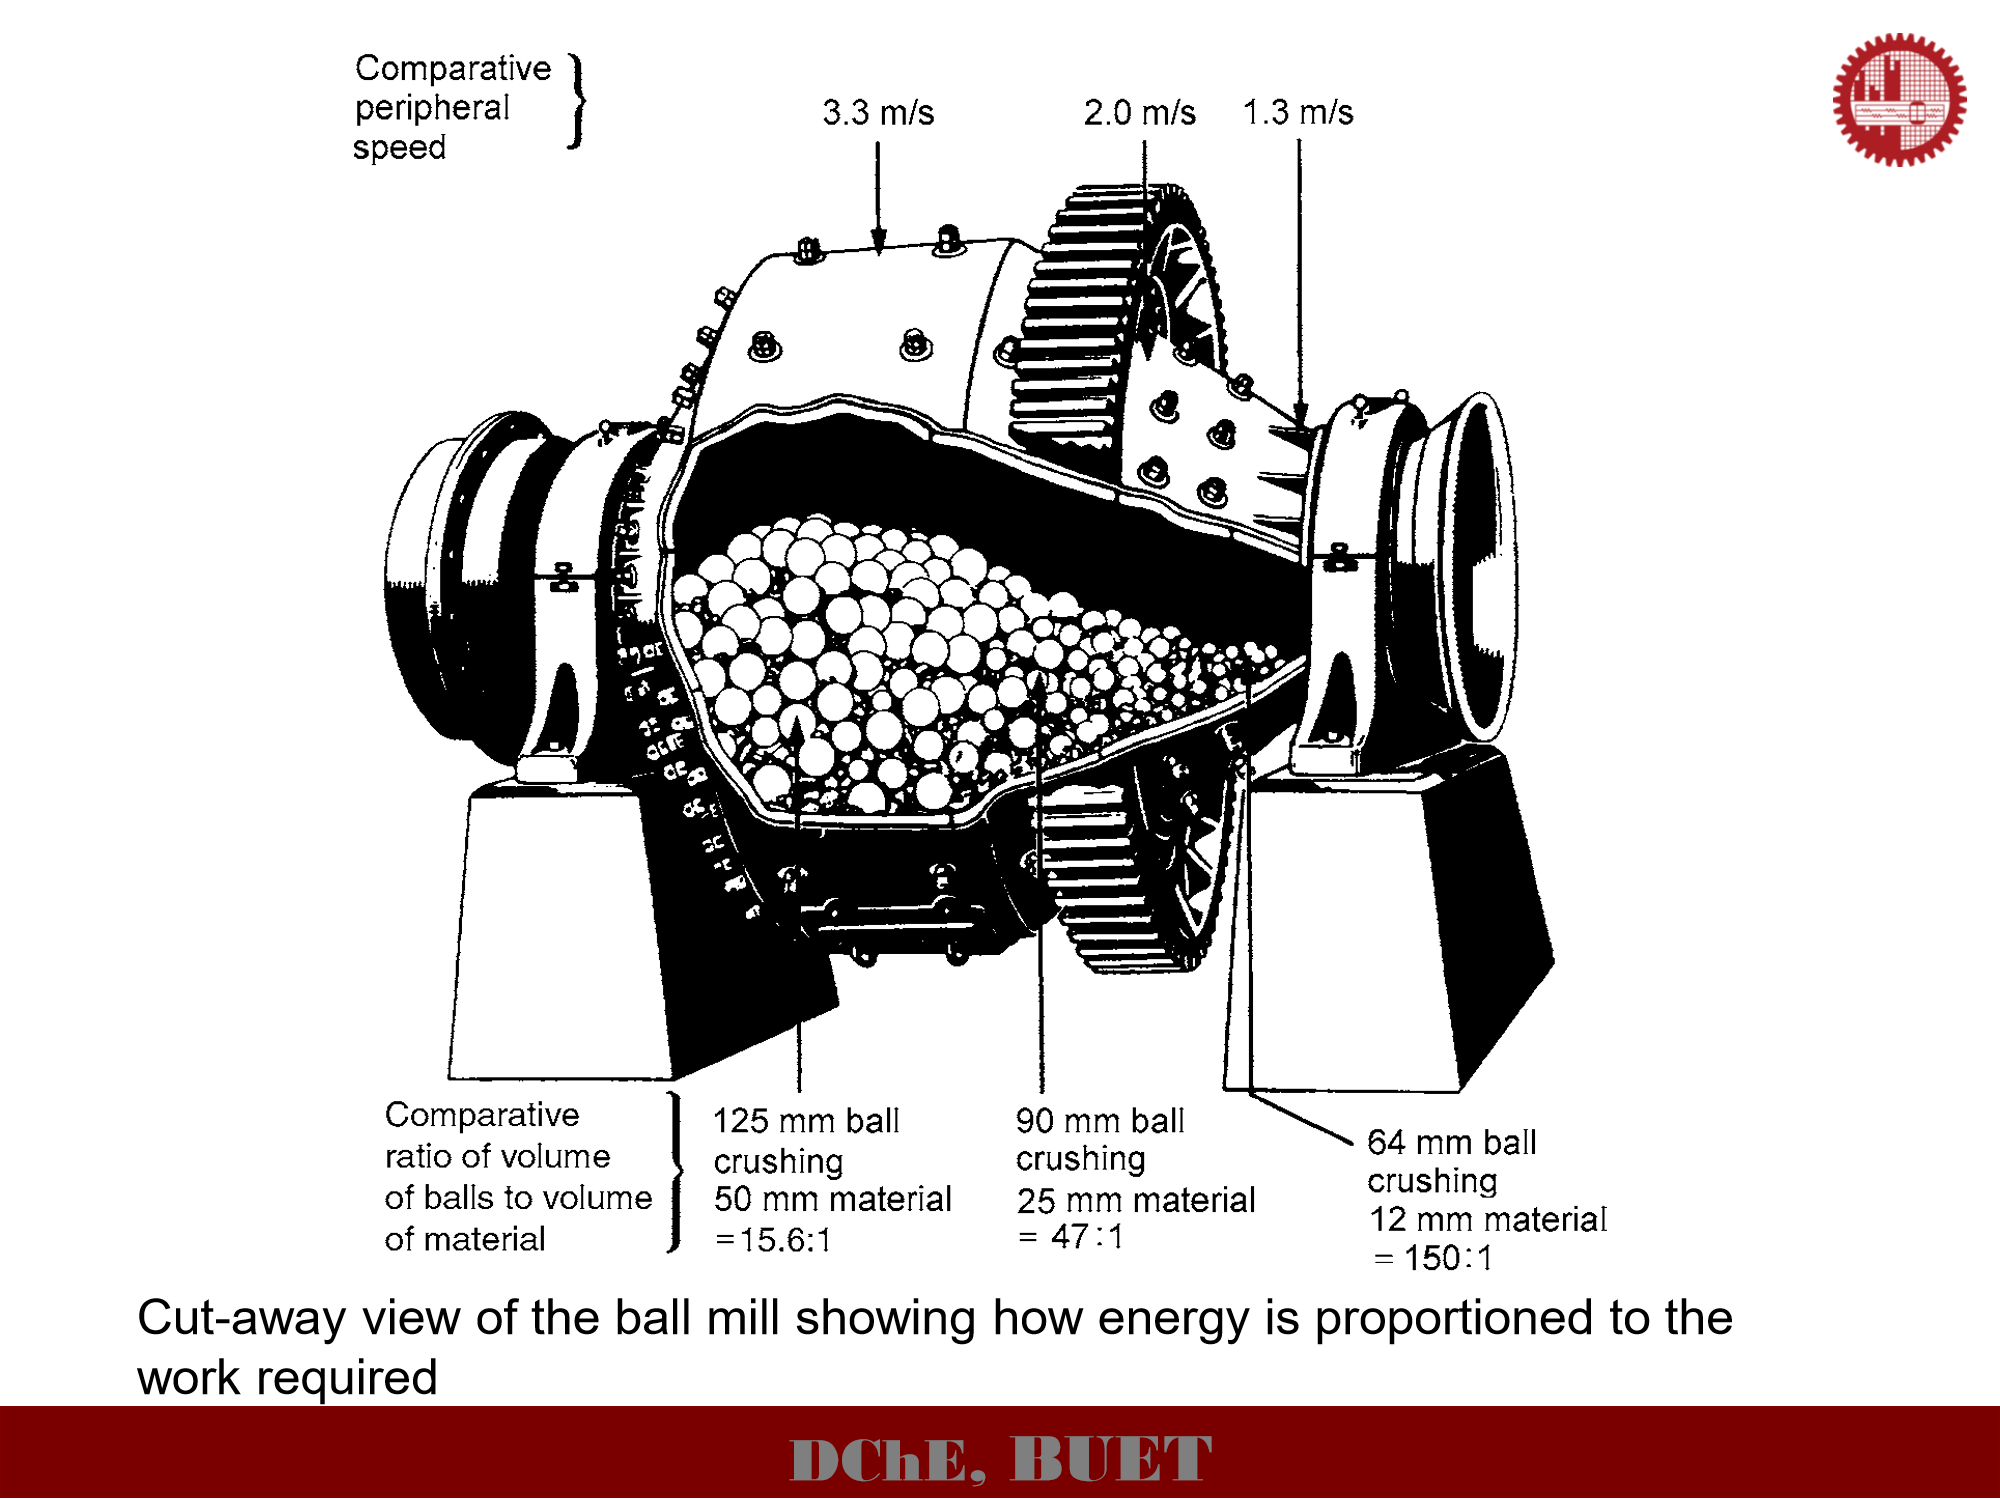 Comparative
peripheral
speed
3.3 m/s
2.0 m/s
1.3 m/s
Comparative
ratio of volume
of balls to volume
of material
125 mm ball
crushing
50 mm material
=15.6:1
90 mm ball
crushing
25 mm material
= 47:1
64 mm ball
crushing
12 mm material
= 150:1
Cut-away view of the ball mill showing how energy is proportioned to the
work required
DChE, BUET